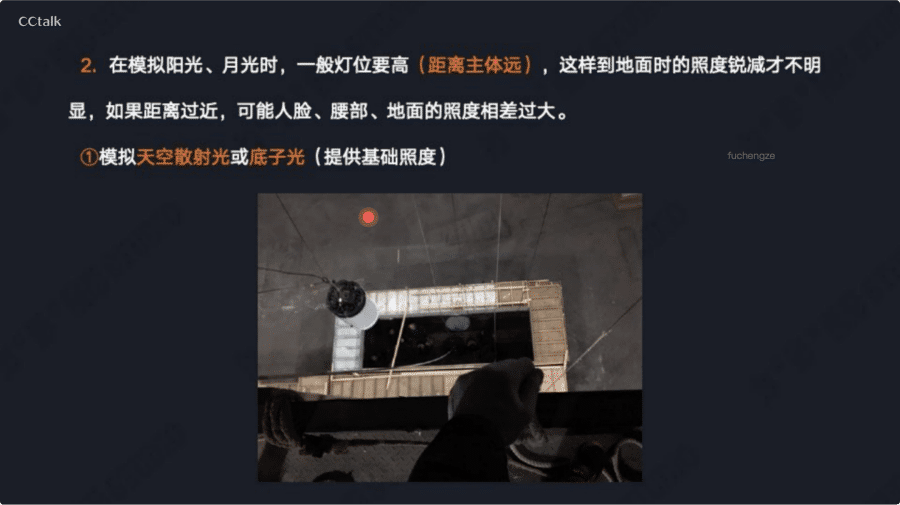 CCtalk
2. 在模拟阳光、月光时，一般灯位要高（距离主体远），这样到地面时的照度锐减才不明
显，如果距离过近，可能人脸、腰部、地面的照度相差过大。
①模拟天空散射光或底子光（提供基础照度）
fuchengze